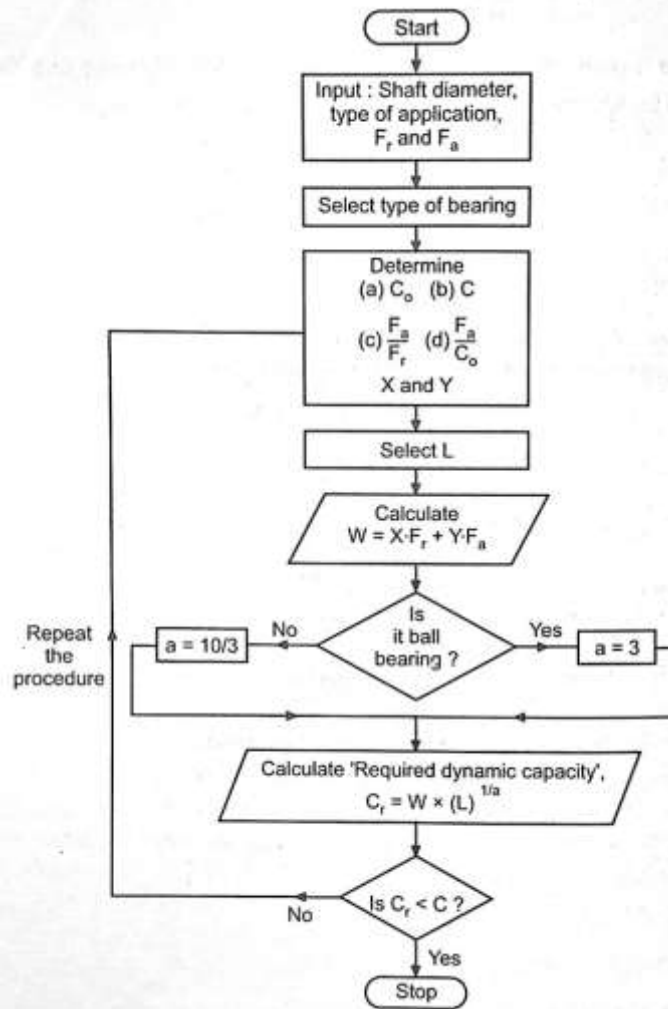 Start
Input : Shaft diameter,
type of application,
Fᵣ and Fₐ
Select type of bearing
Determine
(a) Cₒ (b) C
(c) Fₐ/Fᵣ (d) Fₐ/Cₒ
X and Y
Select L
Calculate
W = X·Fᵣ + Y·Fₐ
Is
it ball
bearing ?
No
Yes
a = 10/3
a = 3
Repeat
the
procedure
Calculate 'Required dynamic capacity',
Cᵣ = W × (L) ^1/a
Is Cᵣ < C ?
No
Yes
Stop